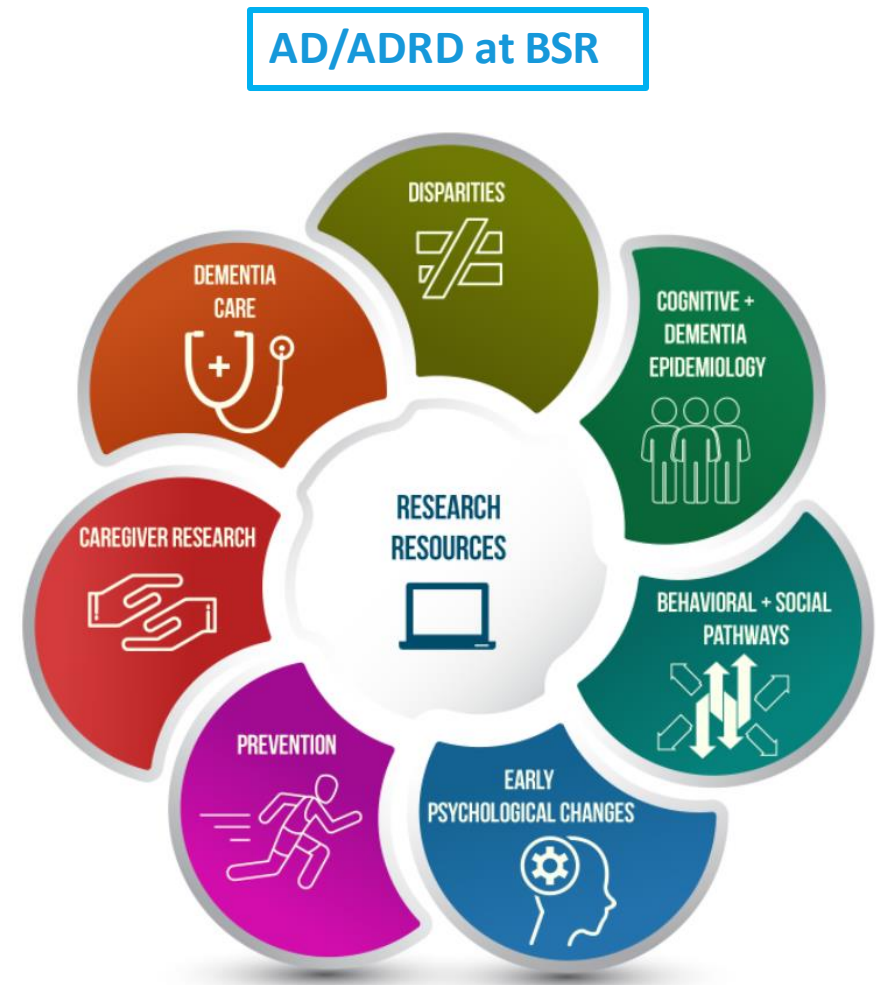 AD/ADRD at BSR
DISPARITIES
COGNITIVE +
DEMENTIA
EPIDEMIOLOGY
BEHAVIORAL + SOCIAL
PATHWAYS
EARLY
PSYCHOLOGICAL CHANGES
PREVENTION
CAREGIVER RESEARCH
DEMENTIA
CARE
RESEARCH
RESOURCES